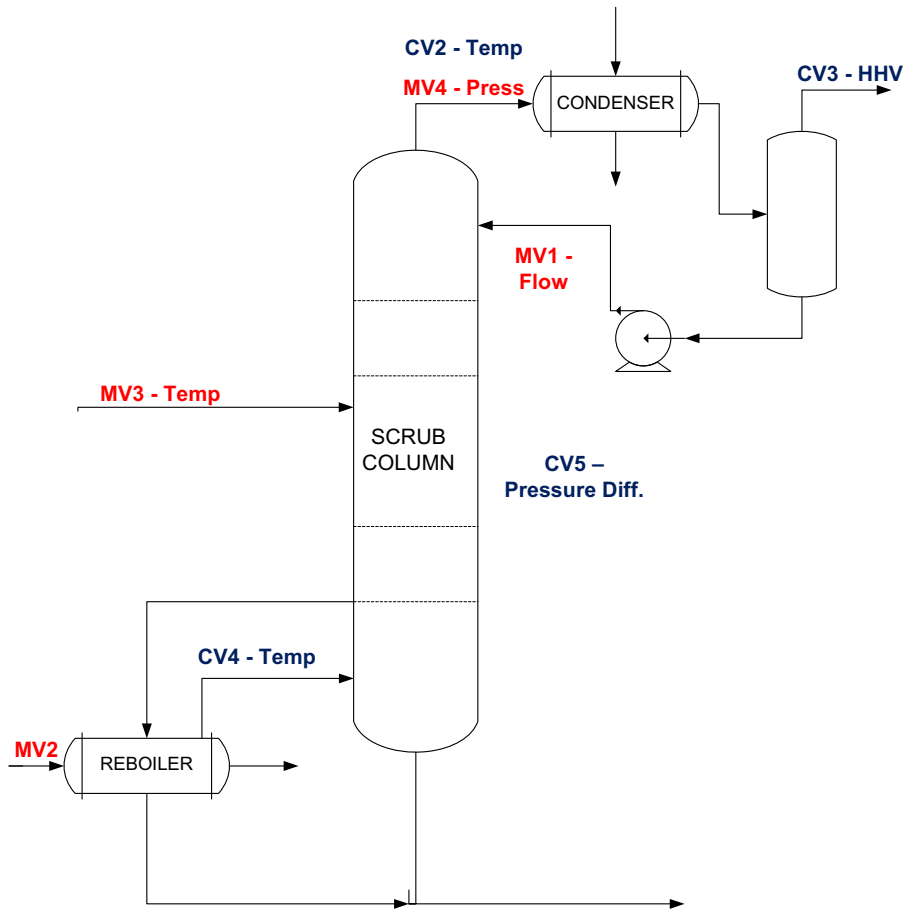 CV2 - Temp
CV3 - HHV
MV4 - Press
CONDENSER
MV1 -
Flow
MV3 - Temp
SCRUB
COLUMN
CV5 –
Pressure Diff.
CV4 - Temp
MV2
REBOILER